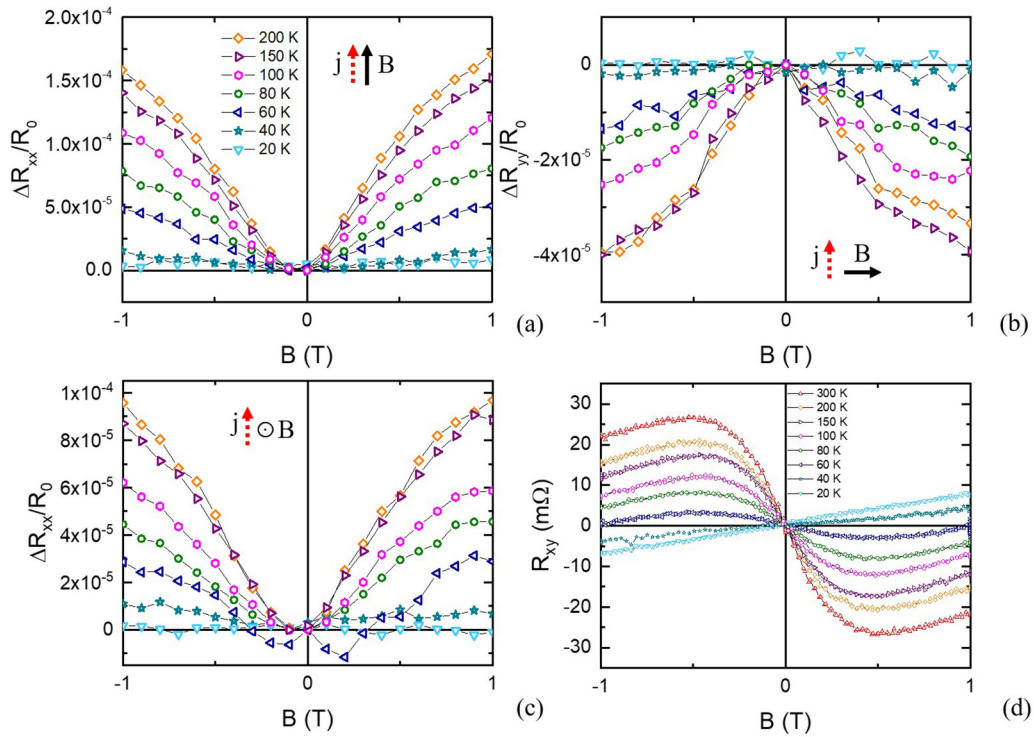 2.0x10⁻⁴
1.5x10⁻⁴
1.0x10⁻⁴
5.0x10⁻⁵
0.0
ΔRxx/R0
200 K
150 K
100 K
80 K
60 K
40 K
20 K
j B
-1 0 1
B (T)
(a)
0
-2x10⁻⁵
-4x10⁻⁵
ΔRyy/R0
j B
-1 0 1
B (T)
(b)
1x10⁻⁴
8x10⁻⁵
6x10⁻⁵
4x10⁻⁵
2x10⁻⁵
0
ΔRxx/R0
j ⊙B
-1 0 1
B (T)
(c)
30
20
10
0
-10
-20
-30
Rxy (mΩ)
300 K
200 K
150 K
100 K
80 K
60 K
40 K
20 K
-1 0 1
B (T)
(d)